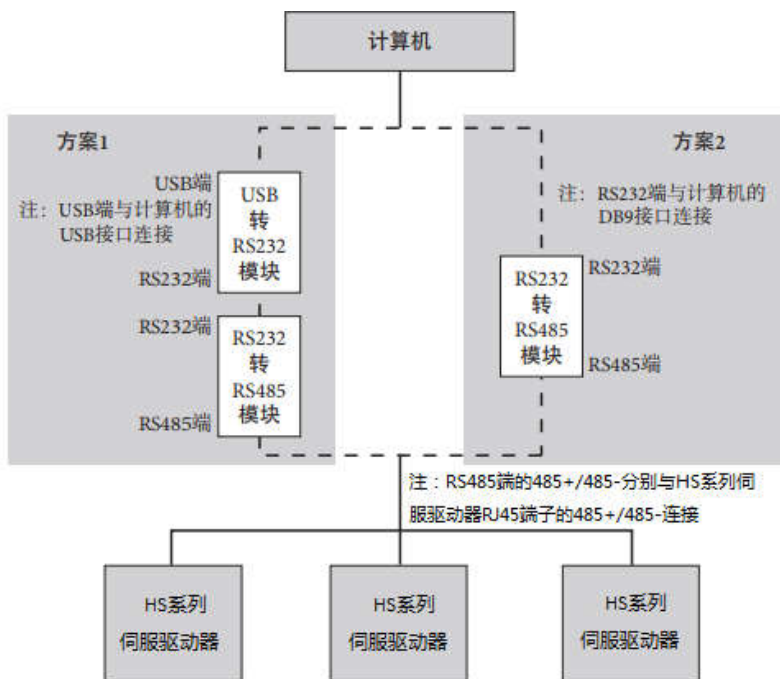 计算机
方案1
USB端
注：USB端与计算机的
USB接口连接
USB
转
RS232
模块
RS232端
RS232端
RS232
转
RS485
模块
RS485端
方案2
注：RS232端与计算机的
DB9接口连接
RS232端
RS232
转
RS485
模块
RS485端
注：RS485端的485+/485-分别与HS系列伺
服驱动器RJ45端子的485+/485-连接
HS系列
伺服驱动器
HS系列
伺服驱动器
HS系列
伺服驱动器